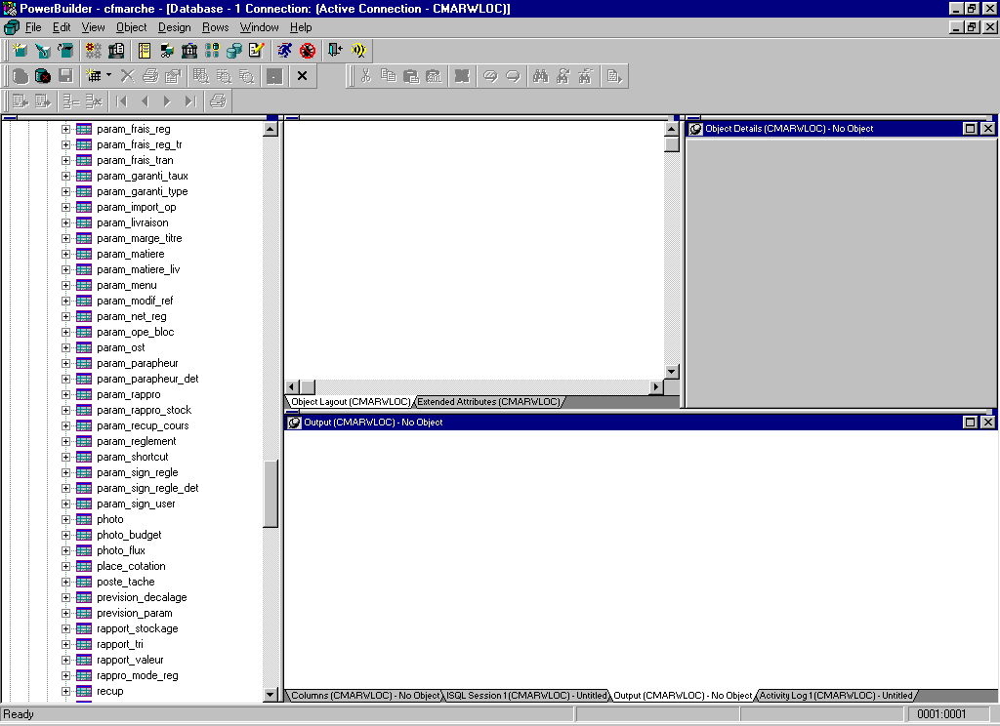 PowerBuilder - cfmarche - [Database - 1 Connection: (Active Connection - CMARWLOC)]
File Edit View Object Design Rows Window Help
param_frais_reg
param_frais_reg_tr
param_frais_tran
param_garanti_taux
param_garanti_type
param_import_op
param_livraison
param_marge_titre
param_matiere
param_matiere_liv
param_menu
param_modif_ref
param_net_reg
param_ope_bloc
param_ost
param_parapheur
param_parapheur_det
param_rappro
param_rappro_stock
param_recup_cours
param_reglement
param_shortcut
param_sign_regle
param_sign_regle_det
param_sign_user
photo
photo_budget
photo_flux
place_cotation
poste_tache
prevision_decalage
prevision_param
rapport_stockage
rapport_tri
rapport_valeur
rappro_mode_reg
recup
Object Layout (CMARWLOC) Extended Attributes (CMARWLOC)
Object Details (CMARWLOC) - No Object
Output (CMARWLOC) - No Object
Columns (CMARWLOC) - No Object ISQL Session 1(CMARWLOC) - Untitled Output (CMARWLOC) - No Object Activity Log 1(CMARWLOC) - Untitled
Ready 0001:0001